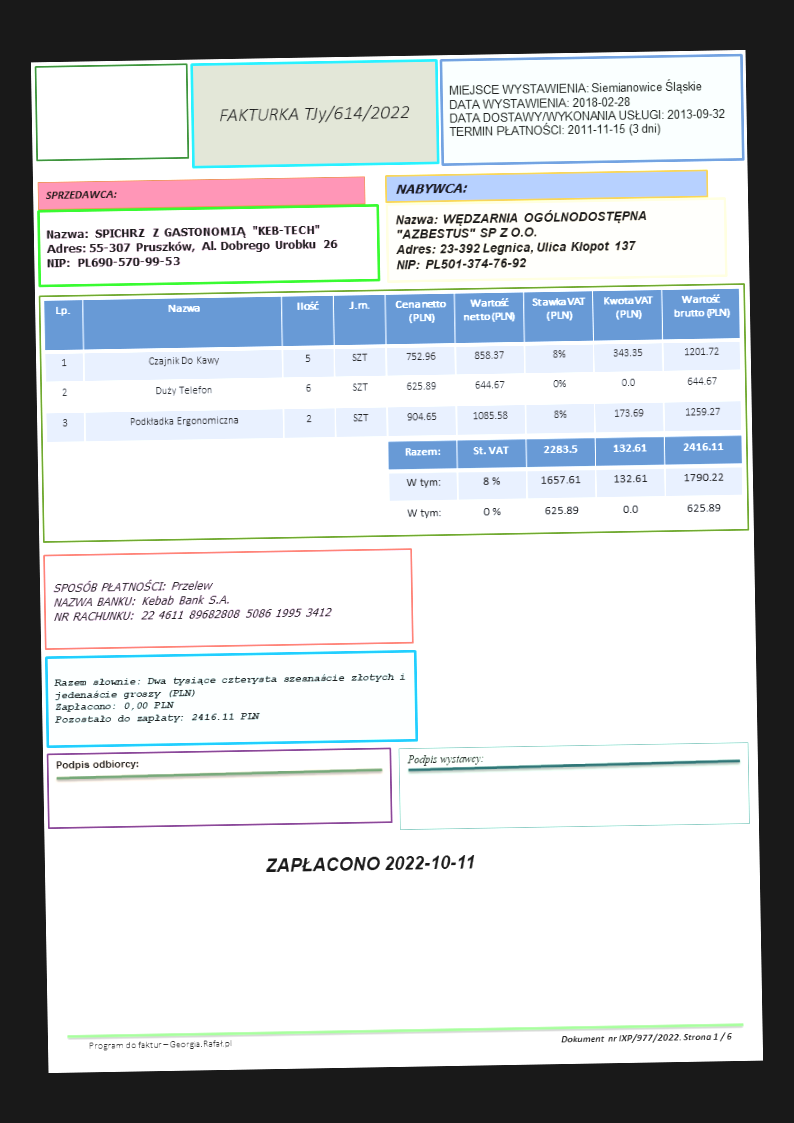 FAKTURKA TJy/614/2022
MIEJSCE WYSTAWIENIA: Siemianowice Śląskie
DATA WYSTAWIENIA: 2018-02-28
DATA DOSTAWY/WYKONANIA USŁUGI: 2013-09-32
TERMIN PŁATNOŚCI: 2011-11-15 (3 dni)
SPRZEDAWCA:
Nazwa: SPICHRZ Z GASTONOMIĄ "KEB-TECH"
Adres: 55-307 Pruszków, Al. Dobrego Urobku 26
NIP: PL690-570-99-53
NABYWCA:
Nazwa: WĘDZARNIA OGÓLNODOSTĘPNA
"AZBESTUS" SP Z O.O.
Adres: 23-392 Legnica, Ulica Kłopot 137
NIP: PL501-374-76-92
Lp. Nazwa Ilość J.m. Cena netto (PLN) Wartość netto (PLN) Stawka VAT (PLN) Kwota VAT (PLN) Wartość brutto (PLN)
1 Czajnik Do Kawy 5 SZT 752.96 858.37 8% 343.35 1201.72
2 Duży Telefon 6 SZT 625.89 644.67 0% 0.0 644.67
3 Podkładka Ergonomiczna 2 SZT 904.65 1085.58 8% 173.69 1259.27
Razem: St. VAT 2283.5 132.61 2416.11
W tym: 8 % 1657.61 132.61 1790.22
W tym: 0 % 625.89 0.0 625.89
SPOSÓB PŁATNOŚCI: Przelew
NAZWA BANKU: Kebab Bank S.A.
NR RACHUNKU: 22 4611 89682808 5086 1995 3412
Razem słownie: Dwa tysiące czterysta szesnaście złotych i
jedenaście groszy (PLN)
Zapłacono: 0,00 PLN
Pozostało do zapłaty: 2416.11 PLN
Podpis odbiorcy:
Podpis wystawcy:
ZAPŁACONO 2022-10-11
Program do faktur – Georgia.Rafał.pl
Dokument nr IXP/977/2022. Strona 1 / 6